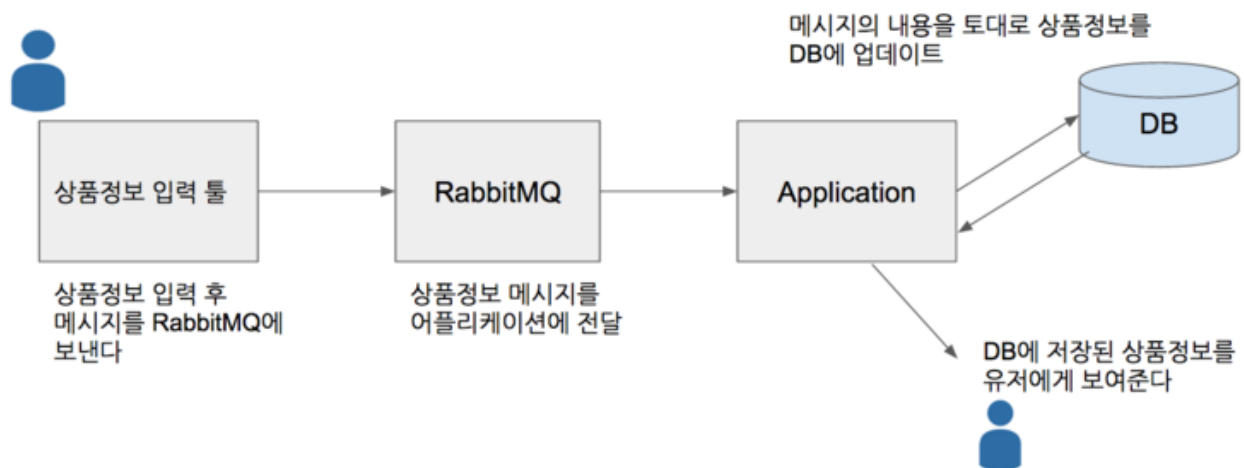 메시지의 내용을 토대로 상품정보를
DB에 업데이트
DB
상품정보 입력 툴
RabbitMQ
Application
상품정보 입력 후
메시지를 RabbitMQ에
보낸다
상품정보 메시지를
어플리케이션에 전달
DB에 저장된 상품정보를
유저에게 보여준다